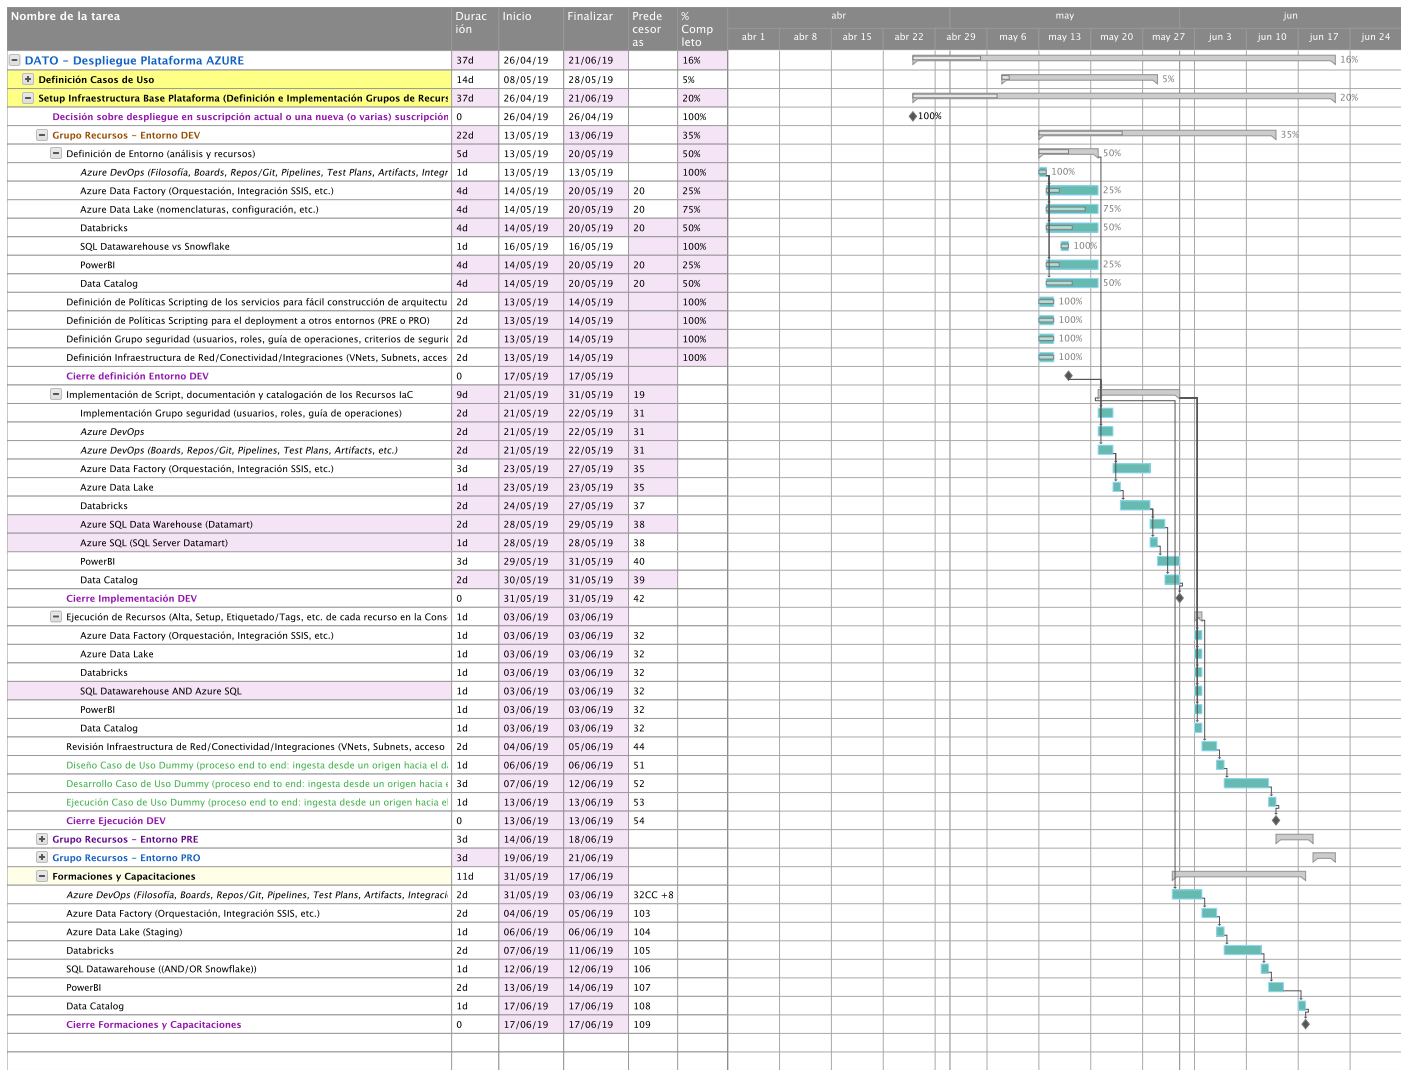 Nombre de la tarea Duración Inicio Finalizar Predecesoras % Completo abr may jun
abr 1 abr 8 abr 15 abr 22 abr 29 may 6 may 13 may 20 may 27 jun 3 jun 10 jun 17 jun 24
DATO - Despliegue Plataforma AZURE 37d 26/04/19 21/06/19 16% 16%
Definición Casos de Uso 14d 08/05/19 28/05/19 5% 5%
Setup Infraestructura Base Plataforma (Definición e Implementación Grupos de Recurs 37d 26/04/19 21/06/19 20% 20%
Decisión sobre despliegue en suscripción actual o una nueva (o varias) suscripción 0 26/04/19 26/04/19 100% 100%
Grupo Recursos - Entorno DEV 22d 13/05/19 13/06/19 35% 35%
Definición de Entorno (análisis y recursos) 5d 13/05/19 20/05/19 50% 50%
Azure DevOps (Filosofía, Boards, Repos/Git, Pipelines, Test Plans, Artifacts, Integr 1d 13/05/19 13/05/19 100% 100%
Azure Data Factory (Orquestación, Integración SSIS, etc.) 4d 14/05/19 20/05/19 20 25% 25%
Azure Data Lake (nomenclaturas, configuración, etc.) 4d 14/05/19 20/05/19 20 75% 75%
Databricks 4d 14/05/19 20/05/19 20 50% 50%
SQL Datawarehouse vs Snowflake 1d 16/05/19 16/05/19 100% 100%
PowerBI 4d 14/05/19 20/05/19 20 25% 25%
Data Catalog 4d 14/05/19 20/05/19 20 50% 50%
Definición de Políticas Scripting de los servicios para fácil construcción de arquitectu 2d 13/05/19 14/05/19 100% 100%
Definición de Políticas Scripting para el deployment a otros entornos (PRE o PRO) 2d 13/05/19 14/05/19 100% 100%
Definición Grupo seguridad (usuarios, roles, guía de operaciones, criterios de seguric 2d 13/05/19 14/05/19 100% 100%
Definición Infraestructura de Red/Conectividad/Integraciones (VNets, Subnets, acces 2d 13/05/19 14/05/19 100% 100%
Cierre definición Entorno DEV 0 17/05/19 17/05/19
Implementación de Script, documentación y catalogación de los Recursos IaC 9d 21/05/19 31/05/19 19
Implementación Grupo seguridad (usuarios, roles, guía de operaciones) 2d 21/05/19 22/05/19 31
Azure DevOps 2d 21/05/19 22/05/19 31
Azure DevOps (Boards, Repos/Git, Pipelines, Test Plans, Artifacts, etc.) 2d 21/05/19 22/05/19 31
Azure Data Factory (Orquestación, Integración SSIS, etc.) 3d 23/05/19 27/05/19 35
Azure Data Lake 1d 23/05/19 23/05/19 35
Databricks 2d 24/05/19 27/05/19 37
Azure SQL Data Warehouse (Datamart) 2d 28/05/19 29/05/19 38
Azure SQL (SQL Server Datamart) 1d 28/05/19 28/05/19 38
PowerBI 3d 29/05/19 31/05/19 40
Data Catalog 2d 30/05/19 31/05/19 39
Cierre Implementación DEV 0 31/05/19 31/05/19 42
Ejecución de Recursos (Alta, Setup, Etiquetado/Tags, etc. de cada recurso en la Cons 1d 03/06/19 03/06/19
Azure Data Factory (Orquestación, Integración SSIS, etc.) 1d 03/06/19 03/06/19 32
Azure Data Lake 1d 03/06/19 03/06/19 32
Databricks 1d 03/06/19 03/06/19 32
SQL Datawarehouse AND Azure SQL 1d 03/06/19 03/06/19 32
PowerBI 1d 03/06/19 03/06/19 32
Data Catalog 1d 03/06/19 03/06/19 32
Revisión Infraestructura de Red/Conectividad/Integraciones (VNets, Subnets, acceso 2d 04/06/19 05/06/19 44
Diseño Caso de Uso Dummy (proceso end to end: ingesta desde un origen hacia el d 1d 06/06/19 06/06/19 51
Desarrollo Caso de Uso Dummy (proceso end to end: ingesta desde un origen hacia e 3d 07/06/19 12/06/19 52
Ejecución Caso de Uso Dummy (proceso end to end: ingesta desde un origen hacia el 1d 13/06/19 13/06/19 53
Cierre Ejecución DEV 0 13/06/19 13/06/19 54
Grupo Recursos - Entorno PRE 3d 14/06/19 18/06/19
Grupo Recursos - Entorno PRO 3d 19/06/19 21/06/19
Formaciones y Capacitaciones 11d 31/05/19 17/06/19
Azure DevOps (Filosofía, Boards, Repos/Git, Pipelines, Test Plans, Artifacts, Integraci 2d 31/05/19 03/06/19 32CC +8
Azure Data Factory (Orquestación, Integración SSIS, etc.) 2d 04/06/19 05/06/19 103
Azure Data Lake (Staging) 1d 06/06/19 06/06/19 104
Databricks 2d 07/06/19 11/06/19 105
SQL Datawarehouse ((AND/OR Snowflake)) 1d 12/06/19 12/06/19 106
PowerBI 2d 13/06/19 14/06/19 107
Data Catalog 1d 17/06/19 17/06/19 108
Cierre Formaciones y Capacitaciones 0 17/06/19 17/06/19 109